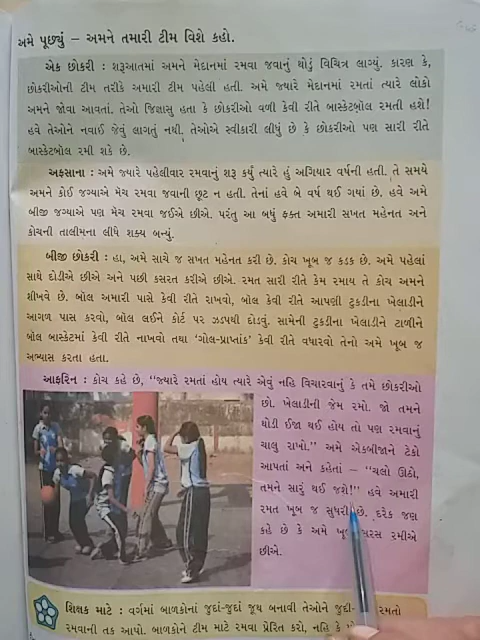 અમે પૂછ્યું – અમને તમારી ટીમ વિશે કહો.
એક છોકરી : શરૂઆતમાં અમને મેદાનમાં રમવા જવાનું થોડું વિચિત્ર લાગ્યું. કારણ કે,
છોકરીઓની ટીમ તરીકે અમારી ટીમ પહેલી હતી. અમે જ્યારે મેદાનમાં રમતાં ત્યારે લોકો
અમને જોવા આવતાં. તેઓ જિજ્ઞાસુ હતા કે છોકરીઓ વળી કેવી રીતે બાસ્કેટબૉલ રમતી હશે!
હવે તેઓને નવાઈ જેવું લાગતું નથી. તેઓએ સ્વીકારી લીધું છે કે છોકરીઓ પણ સારી રીતે
બાસ્કેટબૉલ રમી શકે છે.
અફસાના : અમે જ્યારે પહેલીવાર રમવાનું શરૂ કર્યું ત્યારે હું અગિયાર વર્ષની હતી. તે સમયે
અમને કોઈ જગ્યાએ મૅચ રમવા જવાની છૂટ ન હતી. તેનાં હવે બે વર્ષ થઈ ગયાં છે. હવે અમે
બીજી જગ્યાએ પણ મૅચ રમવા જઈએ છીએ. પરંતુ આ બધું ફક્ત અમારી સખત મહેનત અને
કોચની તાલીમના લીધે શક્ય બન્યું.
બીજી છોકરી : હા, અમે સાચે જ સખત મહેનત કરી છે. કોચ ખૂબ જ કડક છે. અમે પહેલાં
સાથે દોડીએ છીએ અને પછી કસરત કરીએ છીએ. રમત સારી રીતે કેમ રમાય તે કોચ અમને
શીખવે છે. બૉલ અમારી પાસે કેવી રીતે રાખવો, બૉલ કેવી રીતે આપણી ટુકડીના ખેલાડીને
આગળ પાસ કરવો, બૉલ લઈને કોર્ટ પર ઝડપથી દોડવું. સામેની ટુકડીના ખેલાડીને ટાળીને
બૉલ બાસ્કેટમાં કેવી રીતે નાખવો તથા ‘ગોલ-પ્રાપ્તાંક’ કેવી રીતે વધારવો તેનો અમે ખૂબ જ
અભ્યાસ કરતા હતા.
આફરિન : કોચ કહે છે, “જ્યારે રમતાં હોય ત્યારે એવું નહિ વિચારવાનું કે તમે છોકરીઓ
છો. ખેલાડીની જેમ રમો. જો તમને
થોડી ઈજા થઈ હોય તો પણ રમવાનું
ચાલુ રાખો.” અમે એકબીજાને ટેકો
આપતાં અને કહેતાં – “ચલો ઊઠો,
તમને સારું થઈ જશે!” હવે અમારી
રમત ખૂબ જ સુધરી છે. દરેક જણ
કહે છે કે અમે સરસ રમીએ
છીએ.
શિક્ષક માટે : વર્ગમાં બાળકોનાં જુદાં-જુદાં જૂથ બનાવી તેઓને રમતો
રમવાની તક આપો. બાળકોને ટીમ માટે રમવા પ્રેરિત કરો, નહિ કે